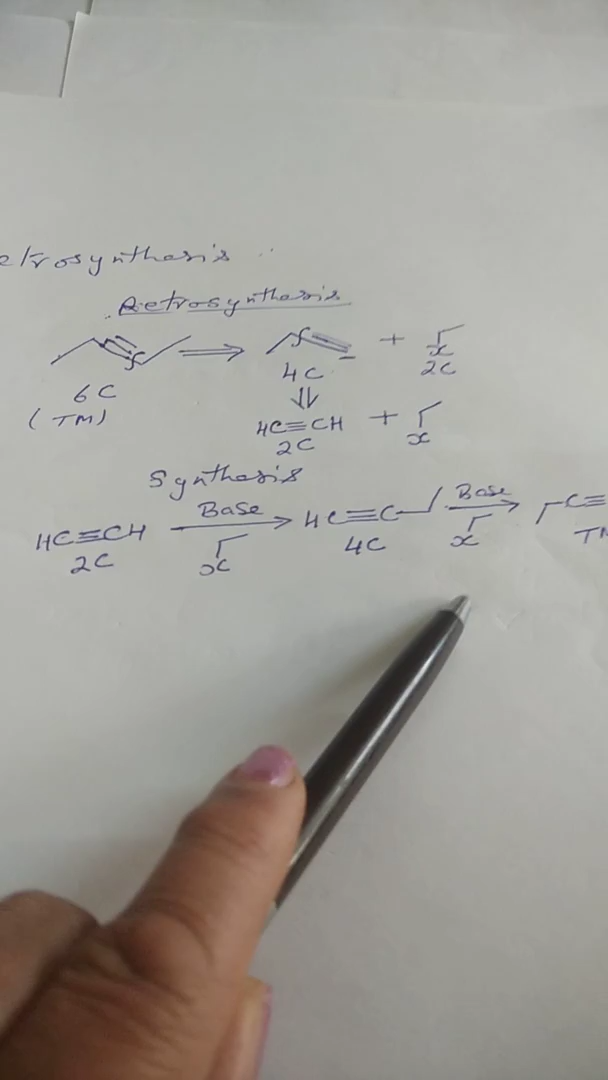 etrosynthesis
Retrosynthesis
+ x
6C 4C 2C
(TM)
HC≡CH + x
2C
Synthesis
HC≡CH Base x HC≡C Base x C≡
2C 4C TM